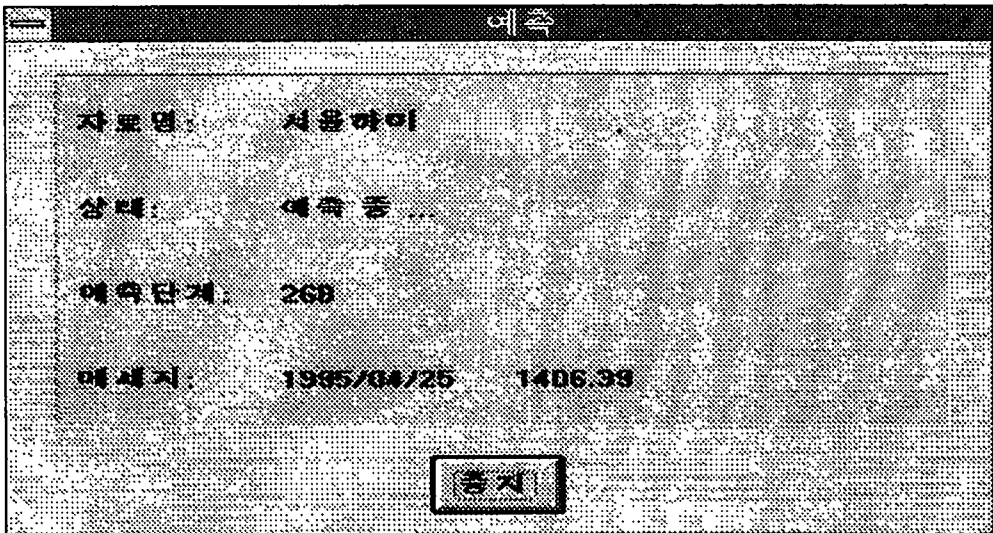 예측
자료명: 서울하이
상태: 예측 중 ...
예측단계: 268
메세지: 1995/04/25 1406.99
중지